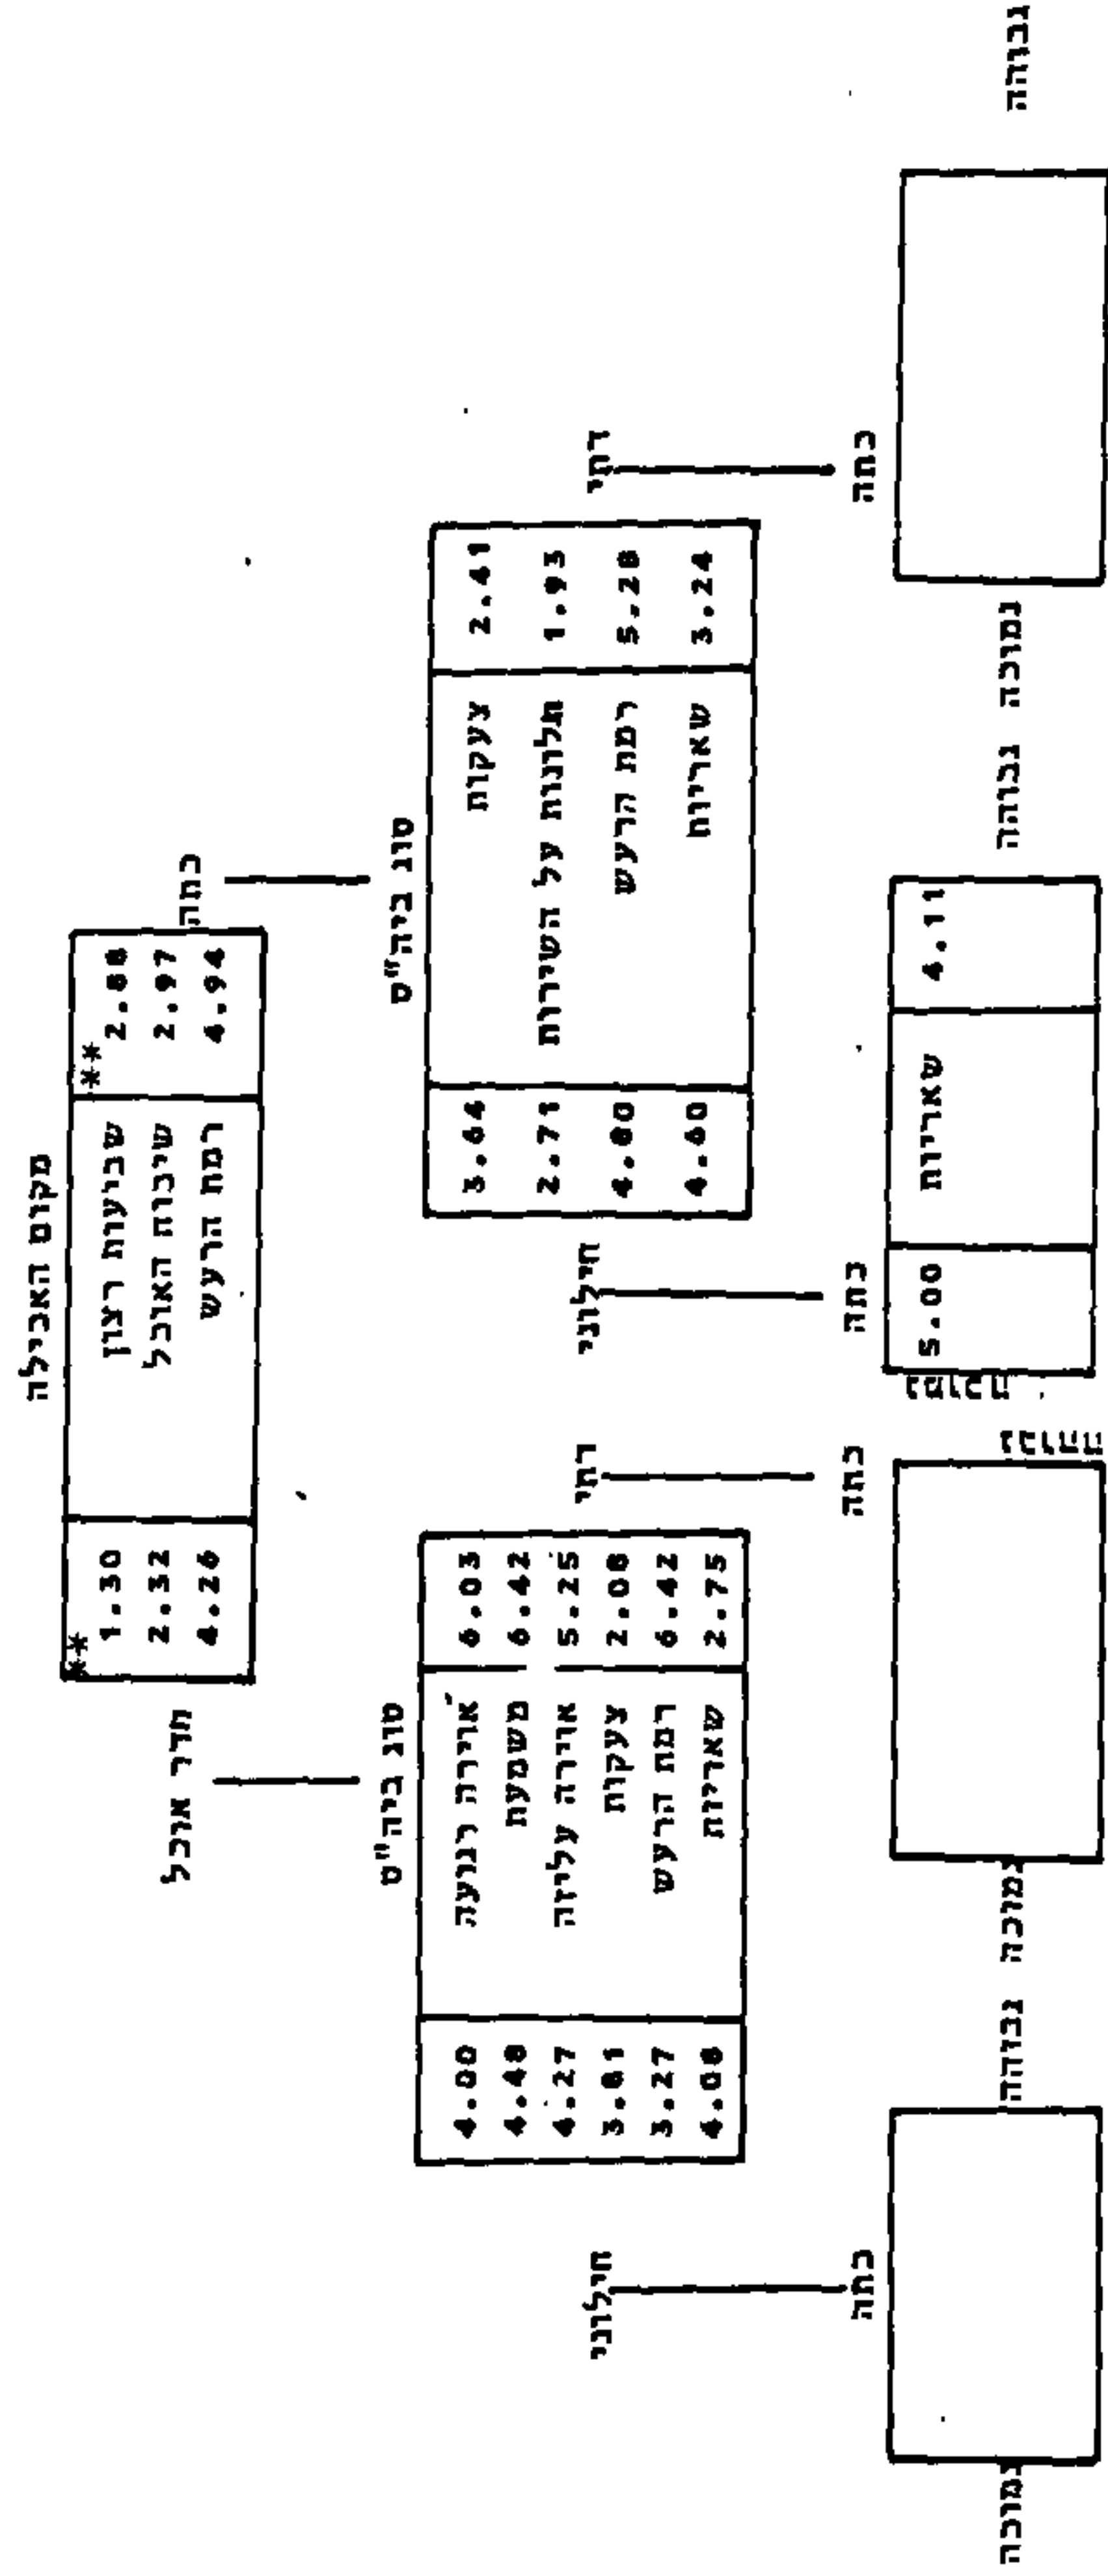 מקום האכילה
** **
1.30 שביעות רצון 2.88
2.32 שיבוח האוכל 2.97
4.26 רמת הרעש 4.94
חדר אוכל כתה
סוג ביה"ס סוג ביה"ס
4.00 אוירה רגועה 6.03
4.48 משמעת 6.42
4.27 אוירה עליזה 5.25
3.81 צעקות 2.08
3.27 רמת הרעש 6.42
4.08 שאריות 2.75
3.64 צעקות 2.41
2.71 תלונות על השירות 1.93
4.80 רמת הרעש 5.28
4.60 שאריות 3.24
חילוני דתי חילוני דתי
כתה כתה כתה כתה
5.00 שאריות 4.11
נמוכה גבוהה נמוכה גבוהה
נמוכה גבוהה נמוכה גבוהה